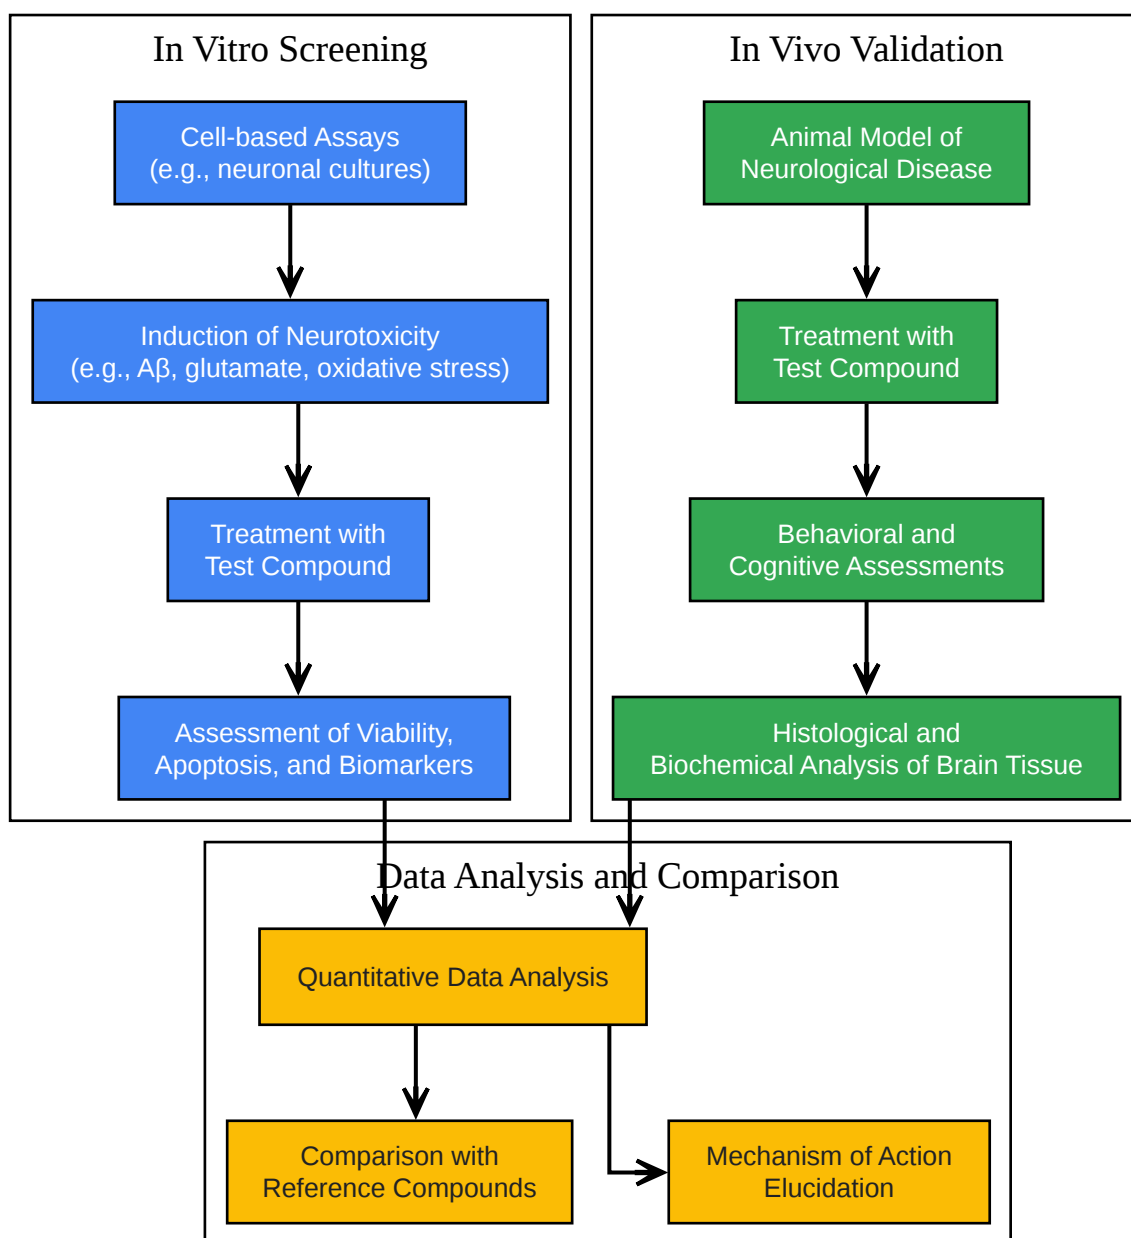 In Vitro Screening
Cell-based Assays
(e.g., neuronal cultures)
Induction of Neurotoxicity
(e.g., Aβ, glutamate, oxidative stress)
Treatment with
Test Compound
Assessment of Viability,
Apoptosis, and Biomarkers
In Vivo Validation
Animal Model of
Neurological Disease
Treatment with
Test Compound
Behavioral and
Cognitive Assessments
Histological and
Biochemical Analysis of Brain Tissue
Data Analysis and Comparison
Quantitative Data Analysis
Comparison with
Reference Compounds
Mechanism of Action
Elucidation